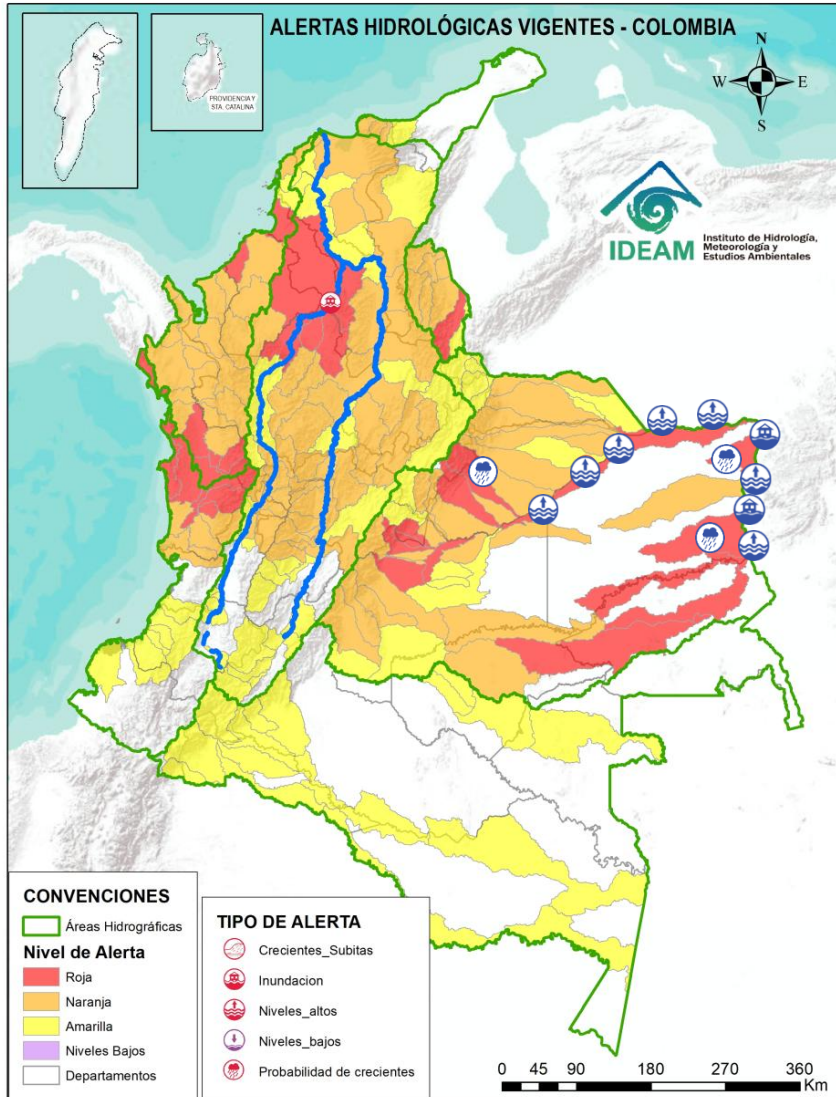 ALERTAS HIDROLÓGICAS VIGENTES - COLOMBIA
PROVIDENCIA Y
STA. CATALINA
N
W
E
S
IDEAM
Instituto de Hidrología,
Meteorología y
Estudios Ambientales
CONVENCIONES
Áreas Hidrográficas
Nivel de Alerta
Roja
Naranja
Amarilla
Niveles Bajos
Departamentos
TIPO DE ALERTA
Crecientes_Subitas
Inundacion
Niveles_altos
Niveles_bajos
Probabilidad de crecientes
0 45 90 180 270 360
Km